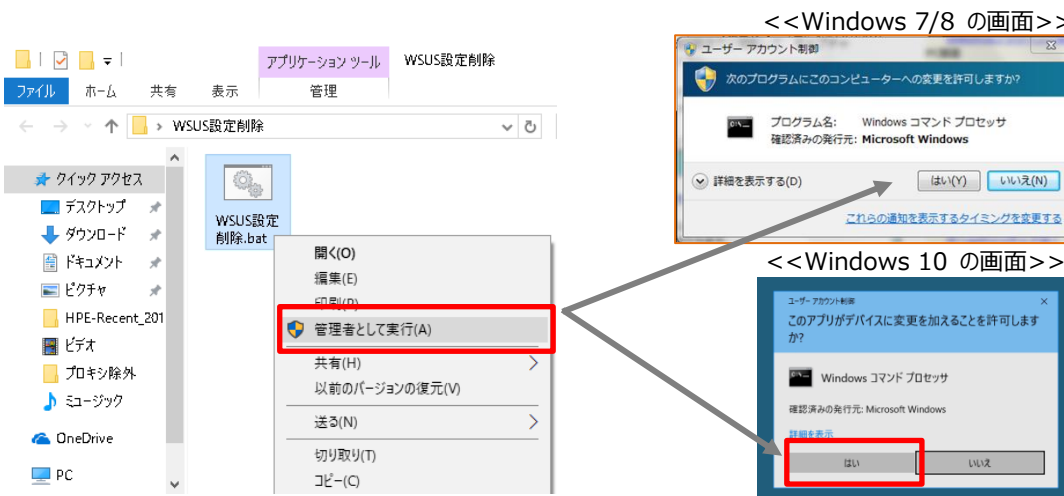 <<Windows 7/8 の画面>>
アプリケーション ツール
WSUS設定削除
ファイル
ホーム
共有
表示
管理
WSUS設定削除
クイック アクセス
デスクトップ
ダウンロード
ドキュメント
ピクチャ
HPE-Recent_201
ビデオ
プロキシ除外
ミュージック
OneDrive
PC
WSUS設定
削除.bat
開く(O)
編集(E)
印刷(P)
管理者として実行(A)
共有(H)
以前のバージョンの復元(V)
送る(N)
切り取り(T)
コピー(C)
ユーザー アカウント制御
次のプログラムにこのコンピューターへの変更を許可しますか?
プログラム名: Windows コマンド プロセッサ
確認済みの発行元: Microsoft Windows
詳細を表示する(D)
はい(Y)
いいえ(N)
これらの通知を表示するタイミングを変更する
<<Windows 10 の画面>>
ユーザー アカウント制御
このアプリがデバイスに変更を加えることを許可します
か?
Windows コマンド プロセッサ
確認済みの発行元: Microsoft Windows
詳細を表示
はい
いいえ